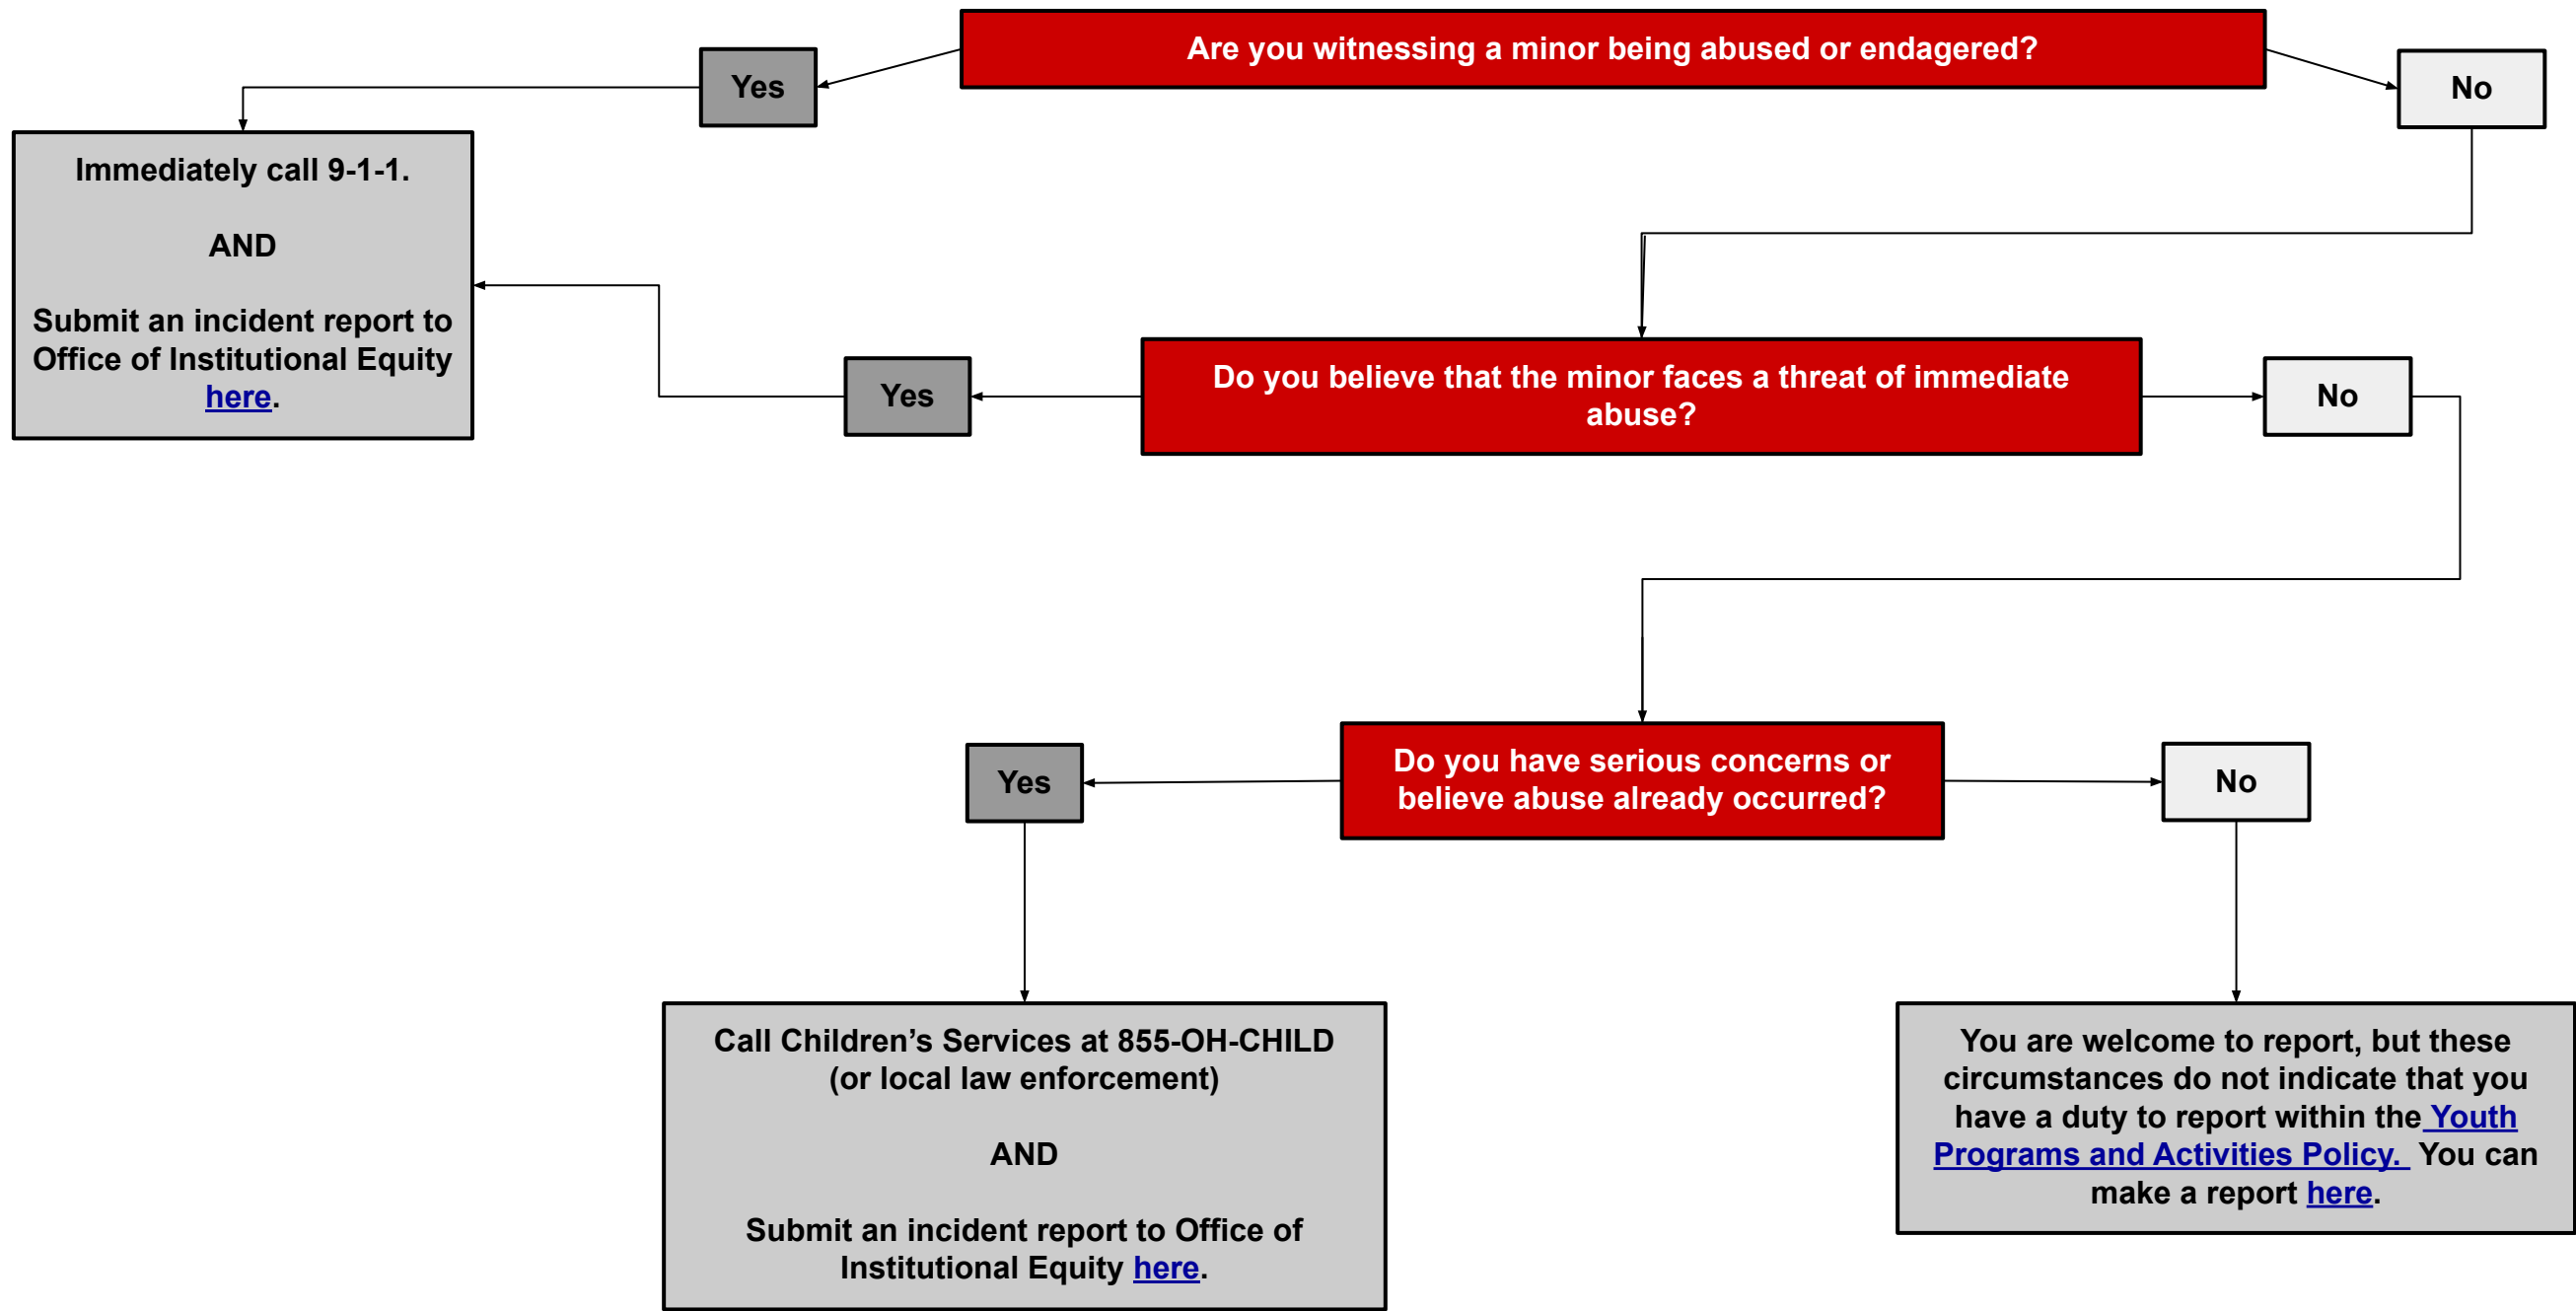 Are you witnessing a minor being abused or endagered?
Yes
No
Immediately call 9-1-1.
AND
Submit an incident report to
Office of Institutional Equity
here.
Do you believe that the minor faces a threat of immediate
abuse?
Yes
No
Do you have serious concerns or
believe abuse already occurred?
Yes
No
Call Children’s Services at 855-OH-CHILD
(or local law enforcement)
AND
Submit an incident report to Office of
Institutional Equity here.
You are welcome to report, but these
circumstances do not indicate that you
have a duty to report within the Youth
Programs and Activities Policy. You can
make a report here.